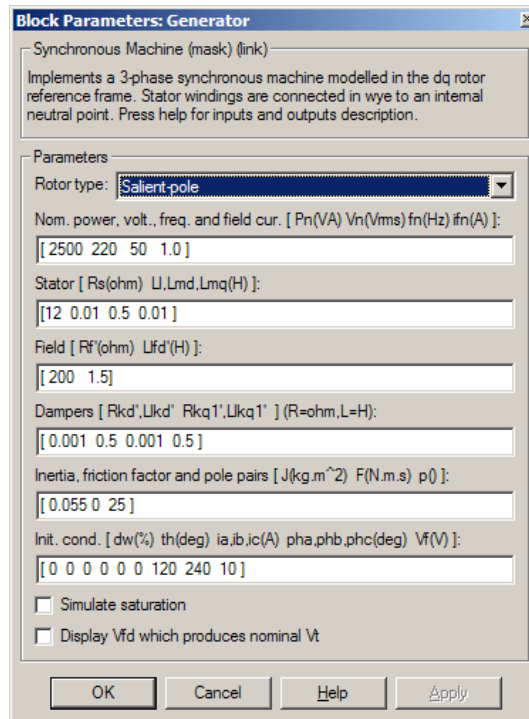 Block Parameters: Generator
Synchronous Machine (mask) (link)
Implements a 3-phase synchronous machine modelled in the dq rotor
reference frame. Stator windings are connected in wye to an internal
neutral point. Press help for inputs and outputs description.
Parameters
Rotor type: Salient-pole
Nom. power, volt., freq. and field cur. [ Pn(VA) Vn(Vrms) fn(Hz) ifn(A) ]:
[ 2500 220 50 1.0 ]
Stator [ Rs(ohm) Ll,Lmd,Lmq(H) ]:
[12 0.01 0.5 0.01 ]
Field [ Rf'(ohm) Llfd'(H) ]:
[ 200 1.5]
Dampers [ Rkd',Llkd' Rkq1',Llkq1' ] (R=ohm,L=H):
[ 0.001 0.5 0.001 0.5 ]
Inertia, friction factor and pole pairs [ J(kg.m^2) F(N.m.s) p() ]:
[ 0.055 0 25 ]
Init. cond. [ dw(%) th(deg) ia,ib,ic(A) pha,phb,phc(deg) Vf(V) ]:
[ 0 0 0 0 0 0 120 240 10 ]
Simulate saturation
Display Vfd which produces nominal Vt
OK Cancel Help Apply